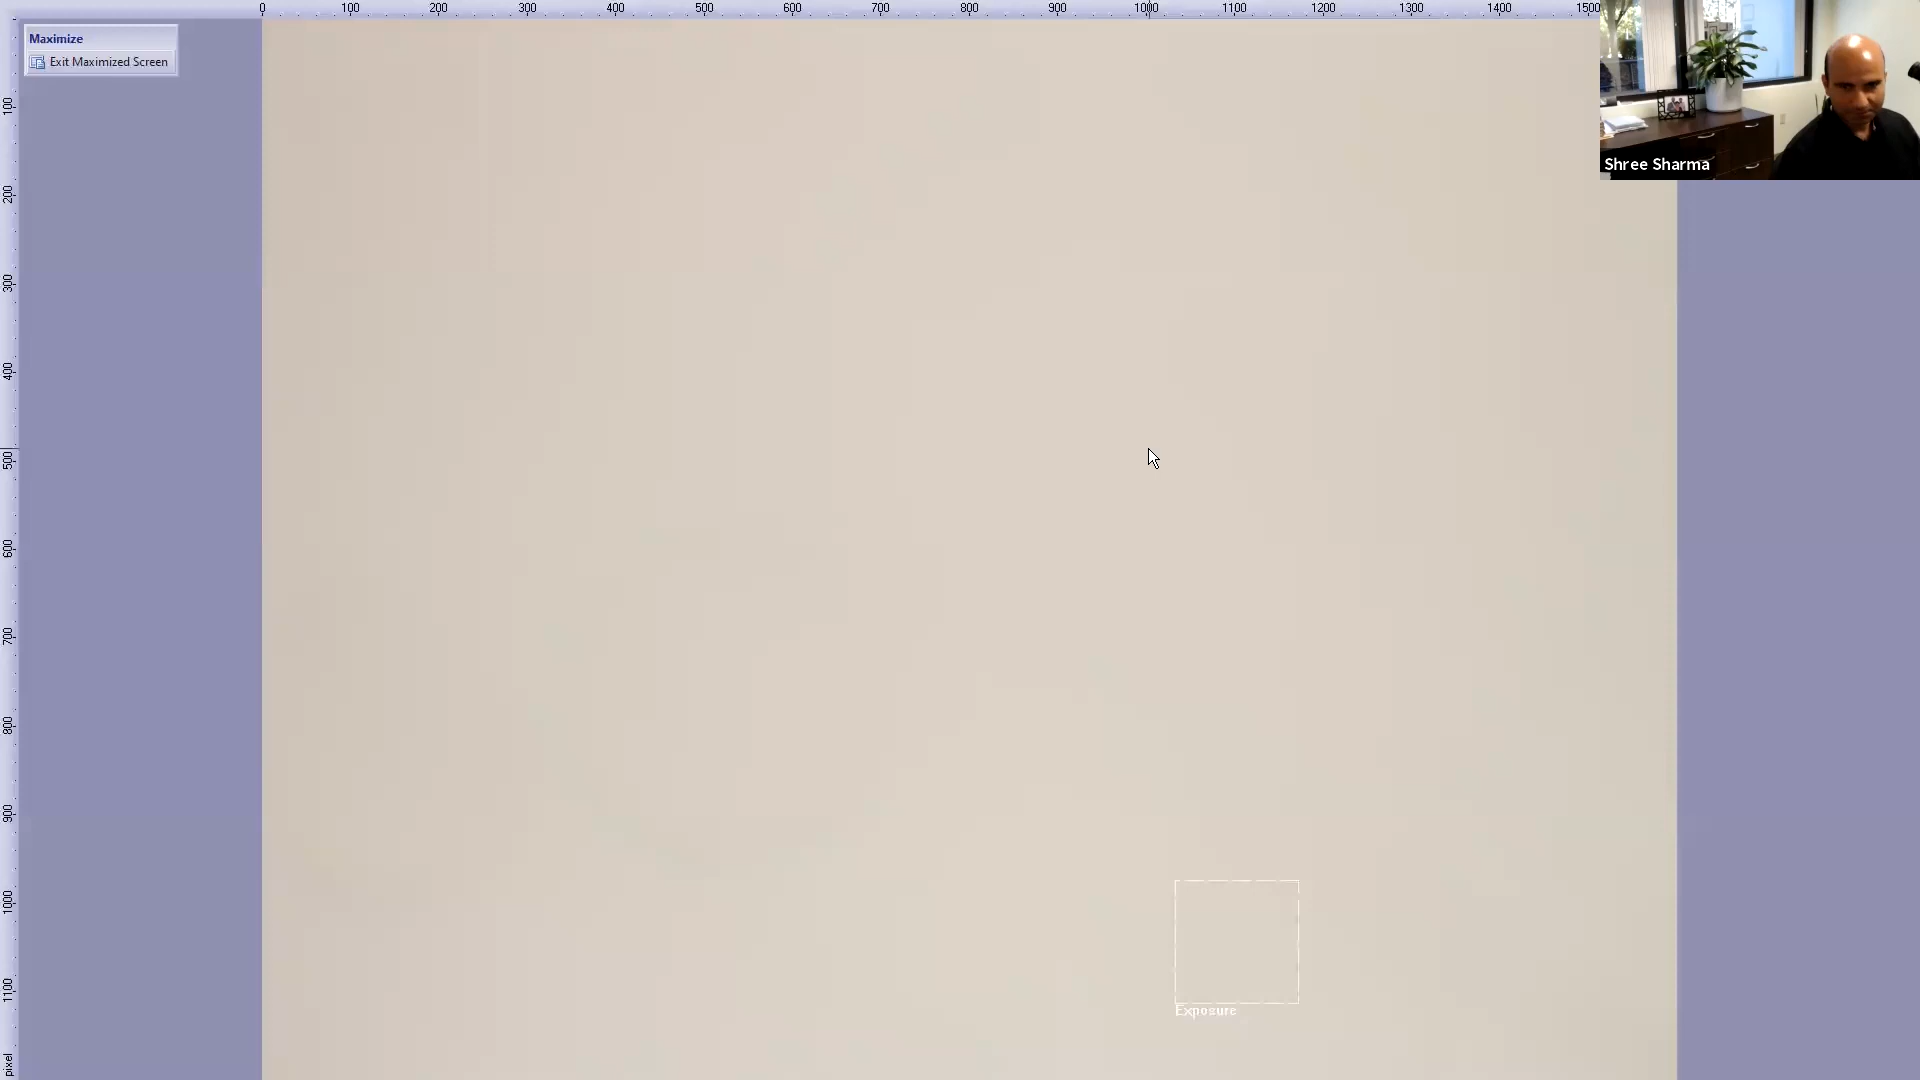 0 100 200 300 400 500 600 700 800 900 1000 1100 1200 1300 1400 1500
Maximize
Exit Maximized Screen
Shree Sharma
100
200
300
400
500
600
700
800
900
1000
1100
pixel
Exposure